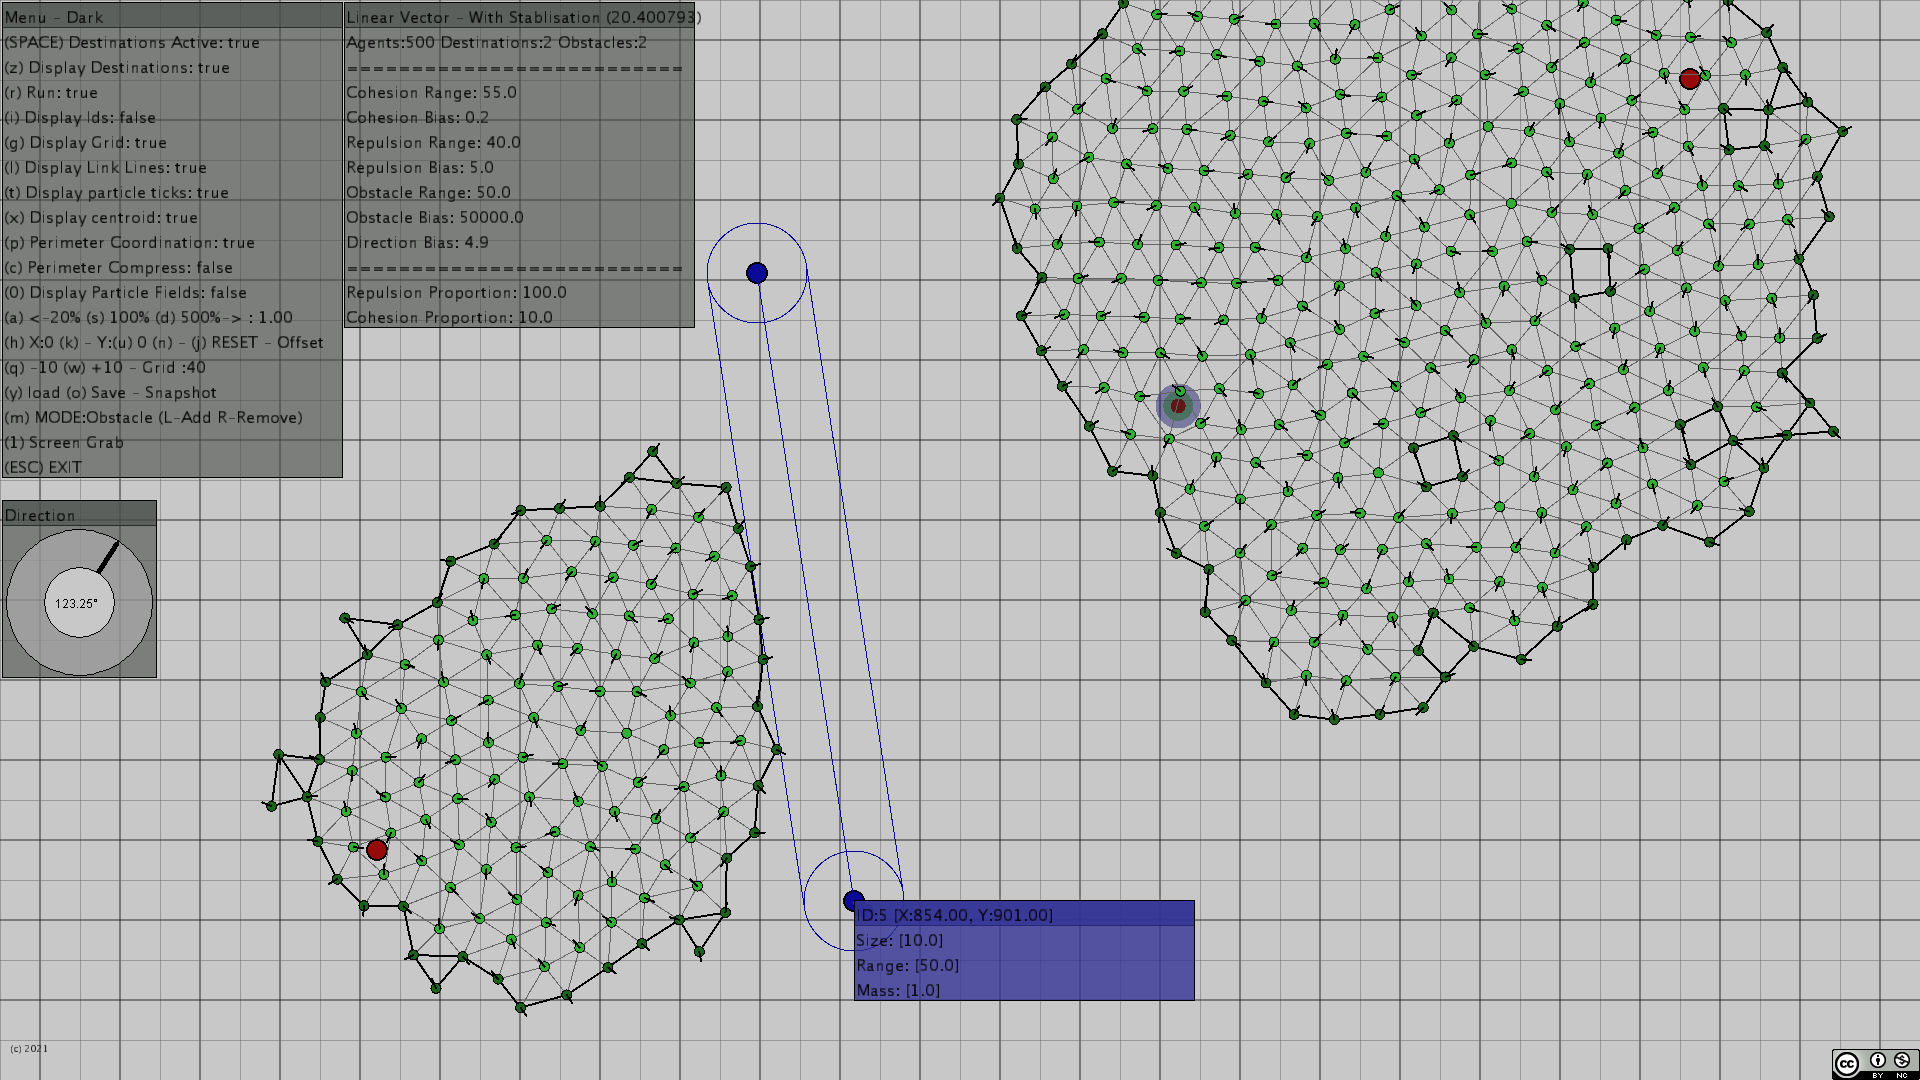 Menu - Dark
(SPACE) Destinations Active: true
(z) Display Destinations: true
(r) Run: true
(i) Display Ids: false
(g) Display Grid: true
(l) Display Link Lines: true
(t) Display particle ticks: true
(x) Display centroid: true
(p) Perimeter Coordination: true
(c) Perimeter Compress: false
(0) Display Particle Fields: false
(a) <-20% (s) 100% (d) 500%-> : 1.00
(h) X:0 (k) - Y:(u) 0 (n) - (j) RESET - Offset
(q) -10 (w) +10 - Grid :40
(y) load (o) Save - Snapshot
(m) MODE:Obstacle (L-Add R-Remove)
(1) Screen Grab
(ESC) EXIT
Linear Vector - With Stablisation (20.400793)
Agents:500 Destinations:2 Obstacles:2
==========================
Cohesion Range: 55.0
Cohesion Bias: 0.2
Repulsion Range: 40.0
Repulsion Bias: 5.0
Obstacle Range: 50.0
Obstacle Bias: 50000.0
Direction Bias: 4.9
==========================
Repulsion Proportion: 100.0
Cohesion Proportion: 10.0
Direction
123.25°
ID:5 [X:854.00, Y:901.00]
Size: [10.0]
Range: [50.0]
Mass: [1.0]
(c) 2021
CC
BY NC